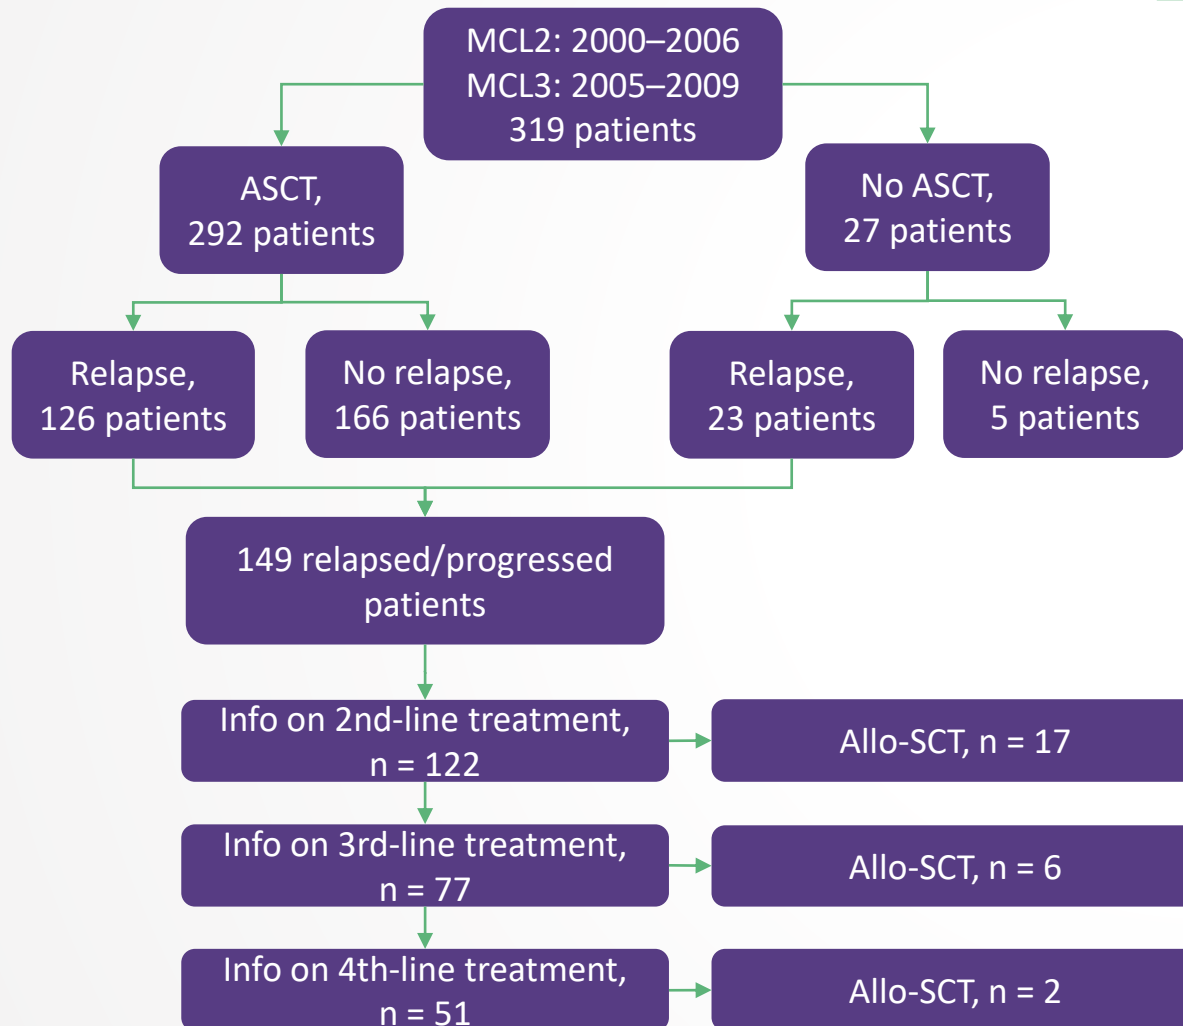 MCL2: 2000–2006
MCL3: 2005–2009
319 patients
ASCT,
292 patients
No ASCT,
27 patients
Relapse,
126 patients
No relapse,
166 patients
Relapse,
23 patients
No relapse,
5 patients
149 relapsed/progressed
patients
Info on 2nd-line treatment,
n = 122
Allo-SCT, n = 17
Info on 3rd-line treatment,
n = 77
Allo-SCT, n = 6
Info on 4th-line treatment,
n = 51
Allo-SCT, n = 2